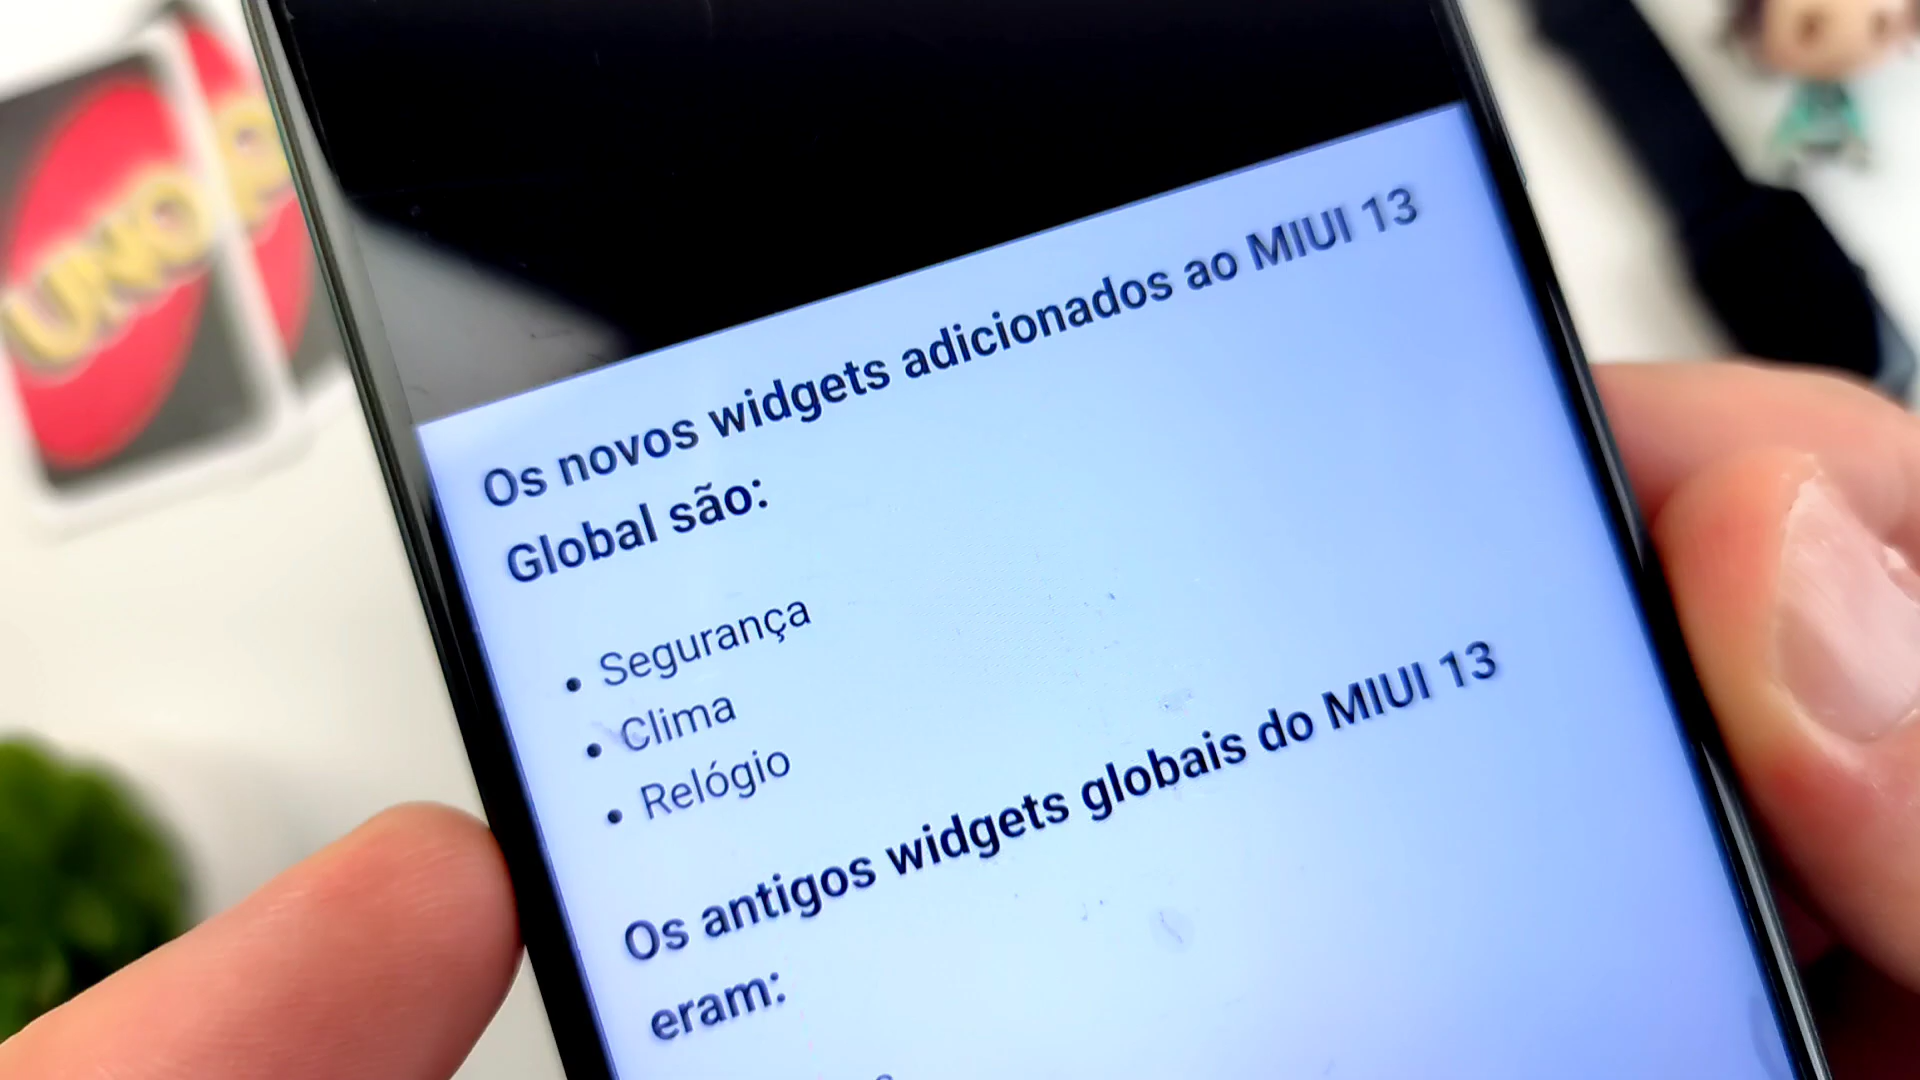 UNO
Os novos widgets adicionados ao MIUI 13
Global são:
• Segurança
• Clima
• Relógio
Os antigos widgets globais do MIUI 13
eram: